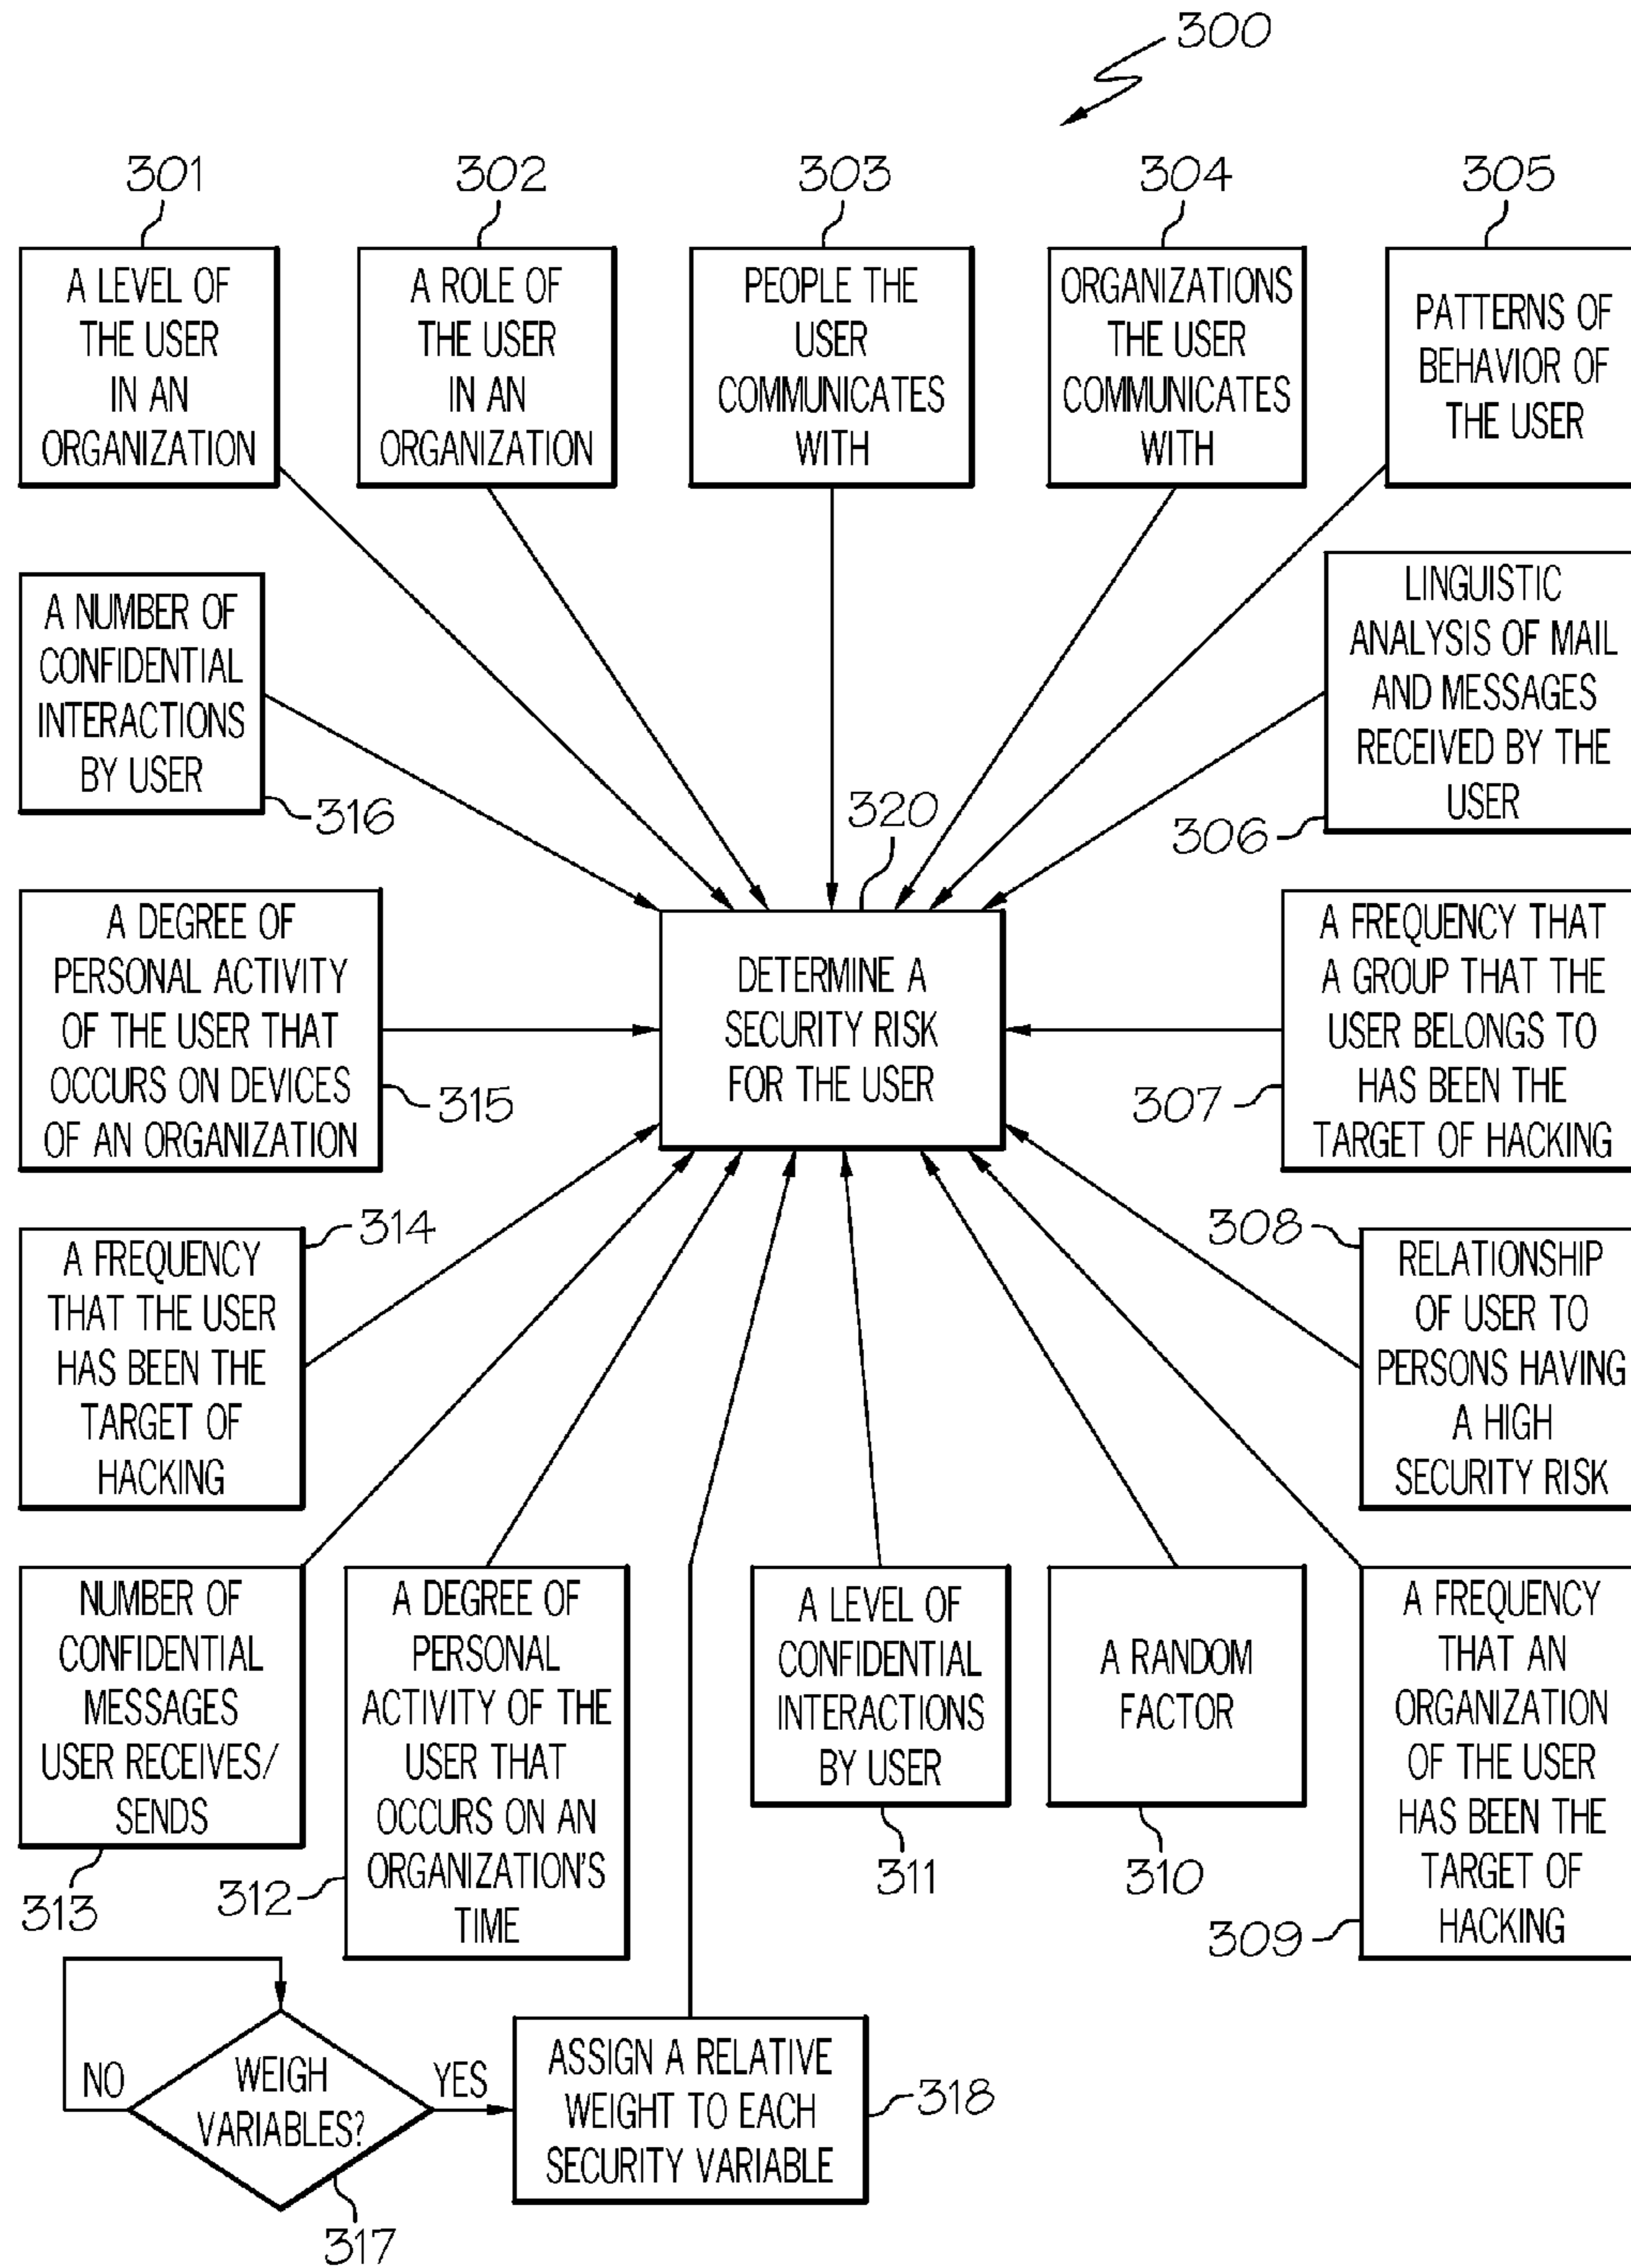 300
301
A LEVEL OF
THE USER
IN AN
ORGANIZATION
302
A ROLE OF
THE USER
IN AN
ORGANIZATION
303
PEOPLE THE
USER
COMMUNICATES
WITH
304
ORGANIZATIONS
THE USER
COMMUNICATES
WITH
305
PATTERNS OF
BEHAVIOR OF
THE USER
A NUMBER OF
CONFIDENTIAL
INTERACTIONS
BY USER
316
LINGUISTIC
ANALYSIS OF MAIL
AND MESSAGES
RECEIVED BY THE
USER
306
320
DETERMINE A
SECURITY RISK
FOR THE USER
A DEGREE OF
PERSONAL ACTIVITY
OF THE USER THAT
OCCURS ON DEVICES
OF AN ORGANIZATION
315
A FREQUENCY THAT
A GROUP THAT THE
USER BELONGS TO
HAS BEEN THE
TARGET OF HACKING
307
314
A FREQUENCY
THAT THE USER
HAS BEEN THE
TARGET OF
HACKING
308
RELATIONSHIP
OF USER TO
PERSONS HAVING
A HIGH
SECURITY RISK
NUMBER OF
CONFIDENTIAL
MESSAGES
USER RECEIVES/
SENDS
313
A DEGREE OF
PERSONAL
ACTIVITY OF THE
USER THAT
OCCURS ON AN
ORGANIZATION'S
TIME
312
A LEVEL OF
CONFIDENTIAL
INTERACTIONS
BY USER
311
A RANDOM
FACTOR
310
A FREQUENCY
THAT AN
ORGANIZATION
OF THE USER
HAS BEEN THE
TARGET OF
HACKING
309
NO
WEIGH
VARIABLES?
YES
317
ASSIGN A RELATIVE
WEIGHT TO EACH
SECURITY VARIABLE
318